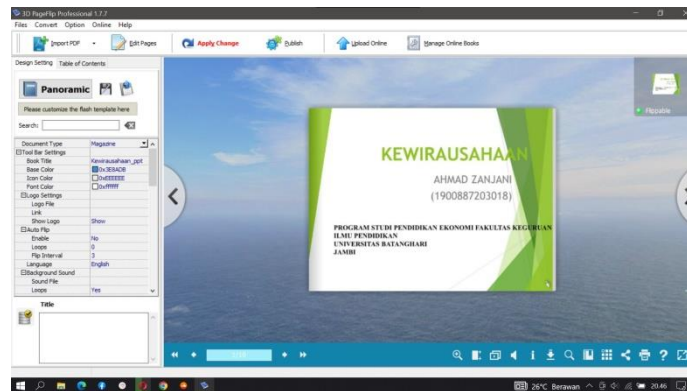 3D PageFlip Professional 1.7.7
Files Convert Option Online Help
Import PDF Edit Pages Apply Change Publish Upload Online Manage Online Books
Design Setting Table of Contents
Panoramic
Please customize the flash template here
Search:
Document Type Magazine
Tool Bar Settings
Book Title Kewirausahaan_ppt
Base Color 0x3E8ADB
Icon Color 0xEEEEEE
Font Color 0xffffff
Logo Settings
Logo File
Link
Show Logo Show
Auto Flip
Enable No
Loops 0
Flip Interval 3
Language English
Background Sound
Sound File
Loops Yes
Title
Flippable
KEWIRAUSAHAAN
AHMAD ZANJANI
(1900887203018)
PROGRAM STUDI PENDIDIKAN EKONOMI FAKULTAS KEGURUAN
ILMU PENDIDIKAN
UNIVERSITAS BATANGHARI
JAMBI
26°C Berawan 20.46